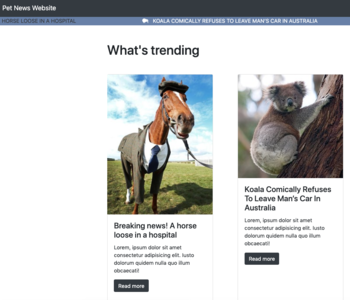 Pet News Website
HORSE LOOSE IN A HOSPITAL
KOALA COMICALLY REFUSES TO LEAVE MAN'S CAR IN AUSTRALIA
What's trending
Breaking news! A horse
loose in a hospital
Lorem, ipsum dolor sit amet
consectetur adipisicing elit. Iusto
dolorum quidem nulla quo illum
obcaecati!
Read more
Koala Comically Refuses
To Leave Man's Car In
Australia
Lorem, ipsum dolor sit amet
consectetur adipisicing elit. Iusto
dolorum quidem nulla quo illum
obcaecati!
Read more